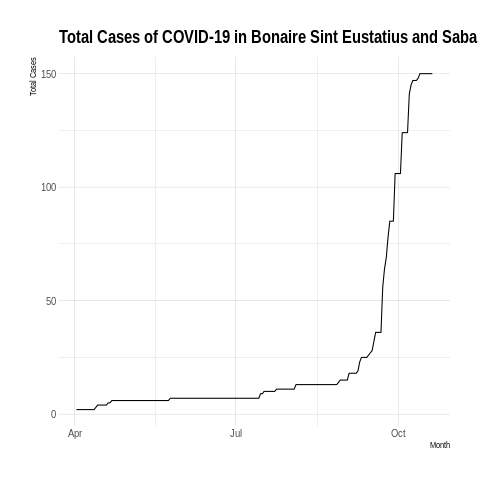 Total Cases of COVID-19 in Bonaire Sint Eustatius and Saba
Total Cases
150
100
50
0
Apr
Jul
Oct
Month